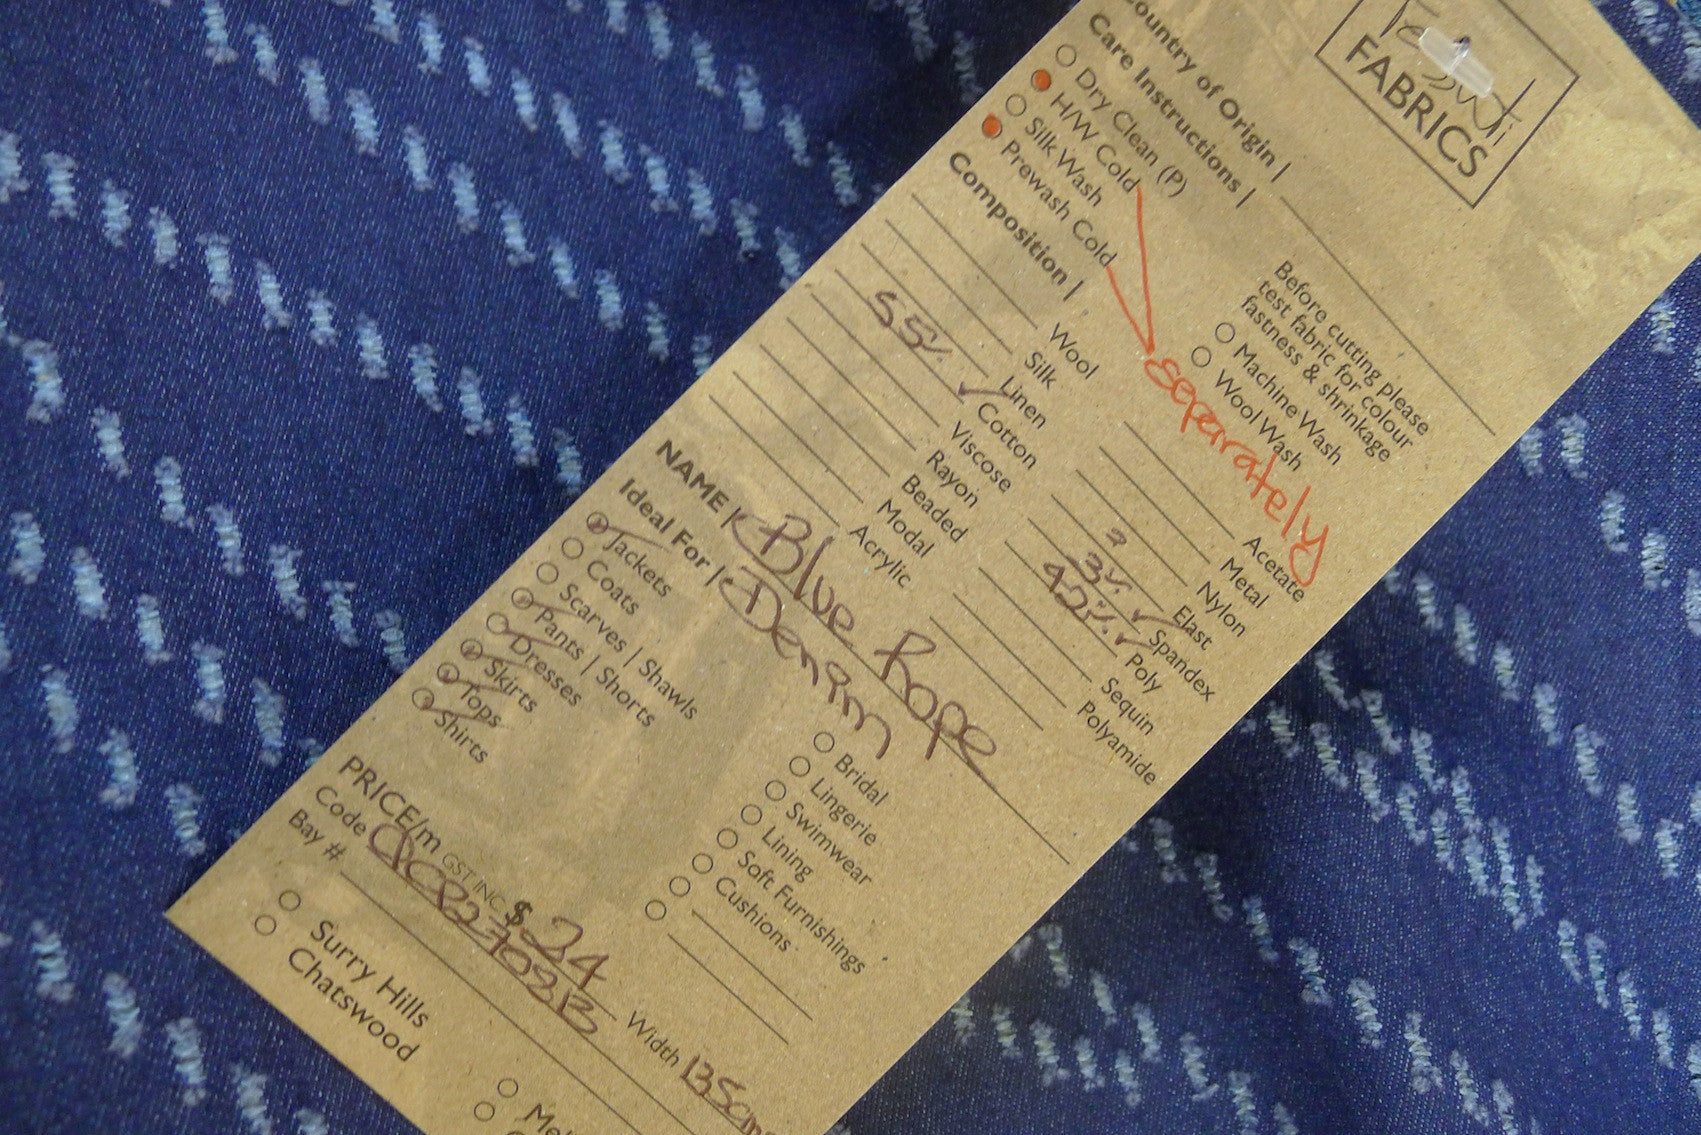 Tessuti
FABRICS
Country of Origin |
Care Instructions |
Dry Clean (P)
H/W Cold
Silk Wash
Prewash Cold
separately
Before cutting please
test fabric for colour
fastness & shrinkage
Machine Wash
Wool Wash
Composition |
Wool
Silk
Linen
55% ✓ Cotton
Viscose
Rayon
Beaded
Modal
Acrylic
Acetate
Metal
Nylon
Elast
3% ✓ Spandex
42% ✓ Poly
Sequin
Polyamide
NAME | Blue Rope
Denim
Ideal For |
Jackets
Coats
Scarves | Shawls
Pants | Shorts
Dresses
Skirts
Tops
Shirts
Bridal
Lingerie
Swimwear
Lining
Soft Furnishings
Cushions
PRICE/m GST INC. $ 24
Code
Width 135cm
Bay #
Surry Hills
Chatswood